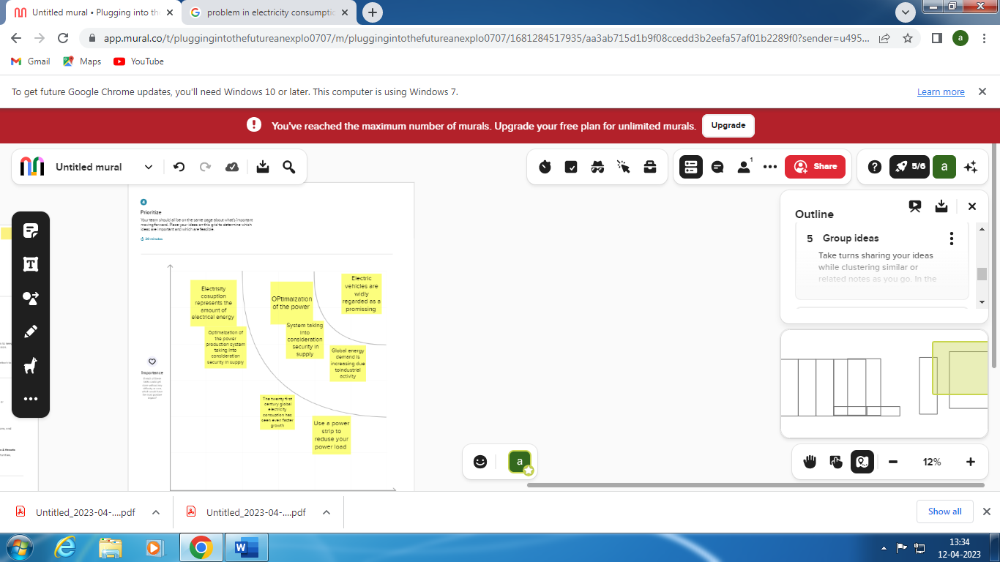 Untitled mural • Plugging into th
problem in electricity consumptic
app.mural.co/t/pluggingintothefutureanexplo0707/m/pluggingintothefutureanexplo0707/1681284517935/aa3ab715d1b9f08ccedd3b2eefa57af01b2289f0?sender=u495...
a
Gmail
Maps
YouTube
To get future Google Chrome updates, you'll need Windows 10 or later. This computer is using Windows 7.
Learn more
You've reached the maximum number of murals. Upgrade your free plan for unlimited murals.
Upgrade
Untitled mural
1
Share
5/6
a
4
Prioritize
Your team should all be on the same page about what's important
moving forward. Place your ideas on this grid to determine which
ideas are important and which are feasible.
20 minutes
Outline
5 Group ideas
Take turns sharing your ideas
while clustering similar or
related notes as you go. In the
Electrisity
cosuption
represents the
amount of
electrical energy
OPtimaization
of the power
Electric
vehicles are
widly
regarded as a
promissing
Optimaization of
the power
production system
taking into
consideration
security in supply
System taking
into
consideration
security in
supply
Global energy
demand is
increasing due
toindustrial
activity
Importance
The twenty first
century global
electricity
consuption has
seen even faster
growth
Use a power
strip to
reduse your
power load
a
12%
Untitled_2023-04-....pdf
Untitled_2023-04-....pdf
Show all
13:34
12-04-2023